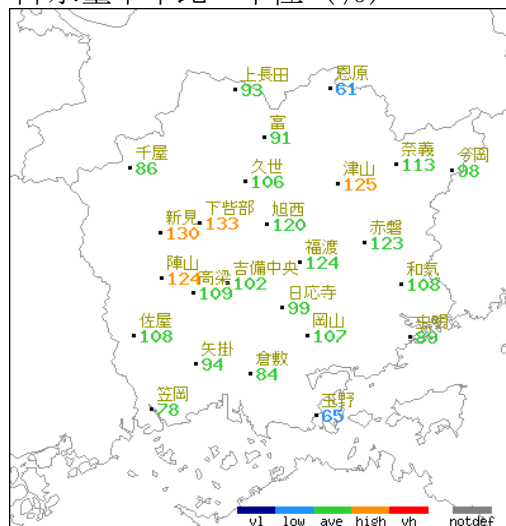 上長田
93
恩原
61
富
91
千屋
86
久世
106
津山
125
奈義
113
今岡
98
下呰部
133
新見
130
旭西
120
赤磐
123
福渡
124
陣山
124
高梁
109
吉備中央
102
和気
108
日応寺
99
佐屋
108
岡山
107
虫明
89
矢掛
94
倉敷
84
笠岡
78
玉野
65
vl low ave high vh notdef